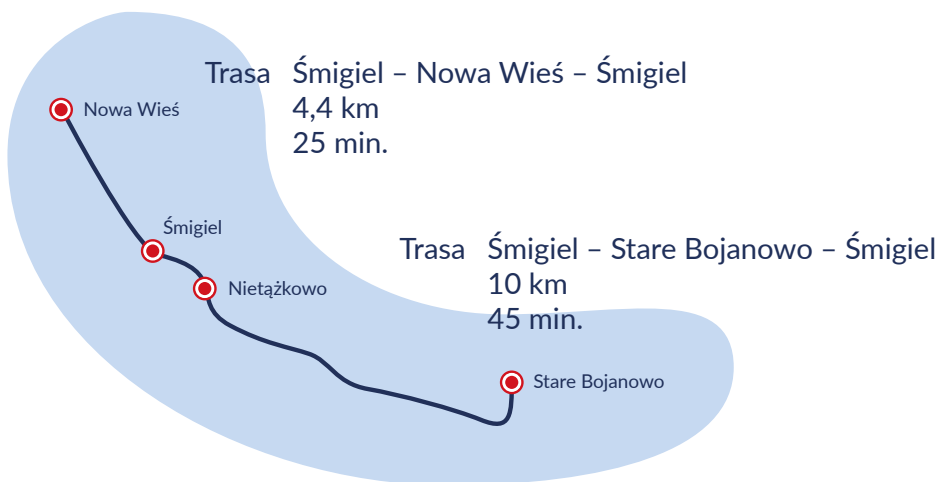 Trasa Śmigiel – Nowa Wieś – Śmigiel
4,4 km
25 min.
Nowa Wieś
Śmigiel
Nietążkowo
Trasa Śmigiel – Stare Bojanowo – Śmigiel
10 km
45 min.
Stare Bojanowo